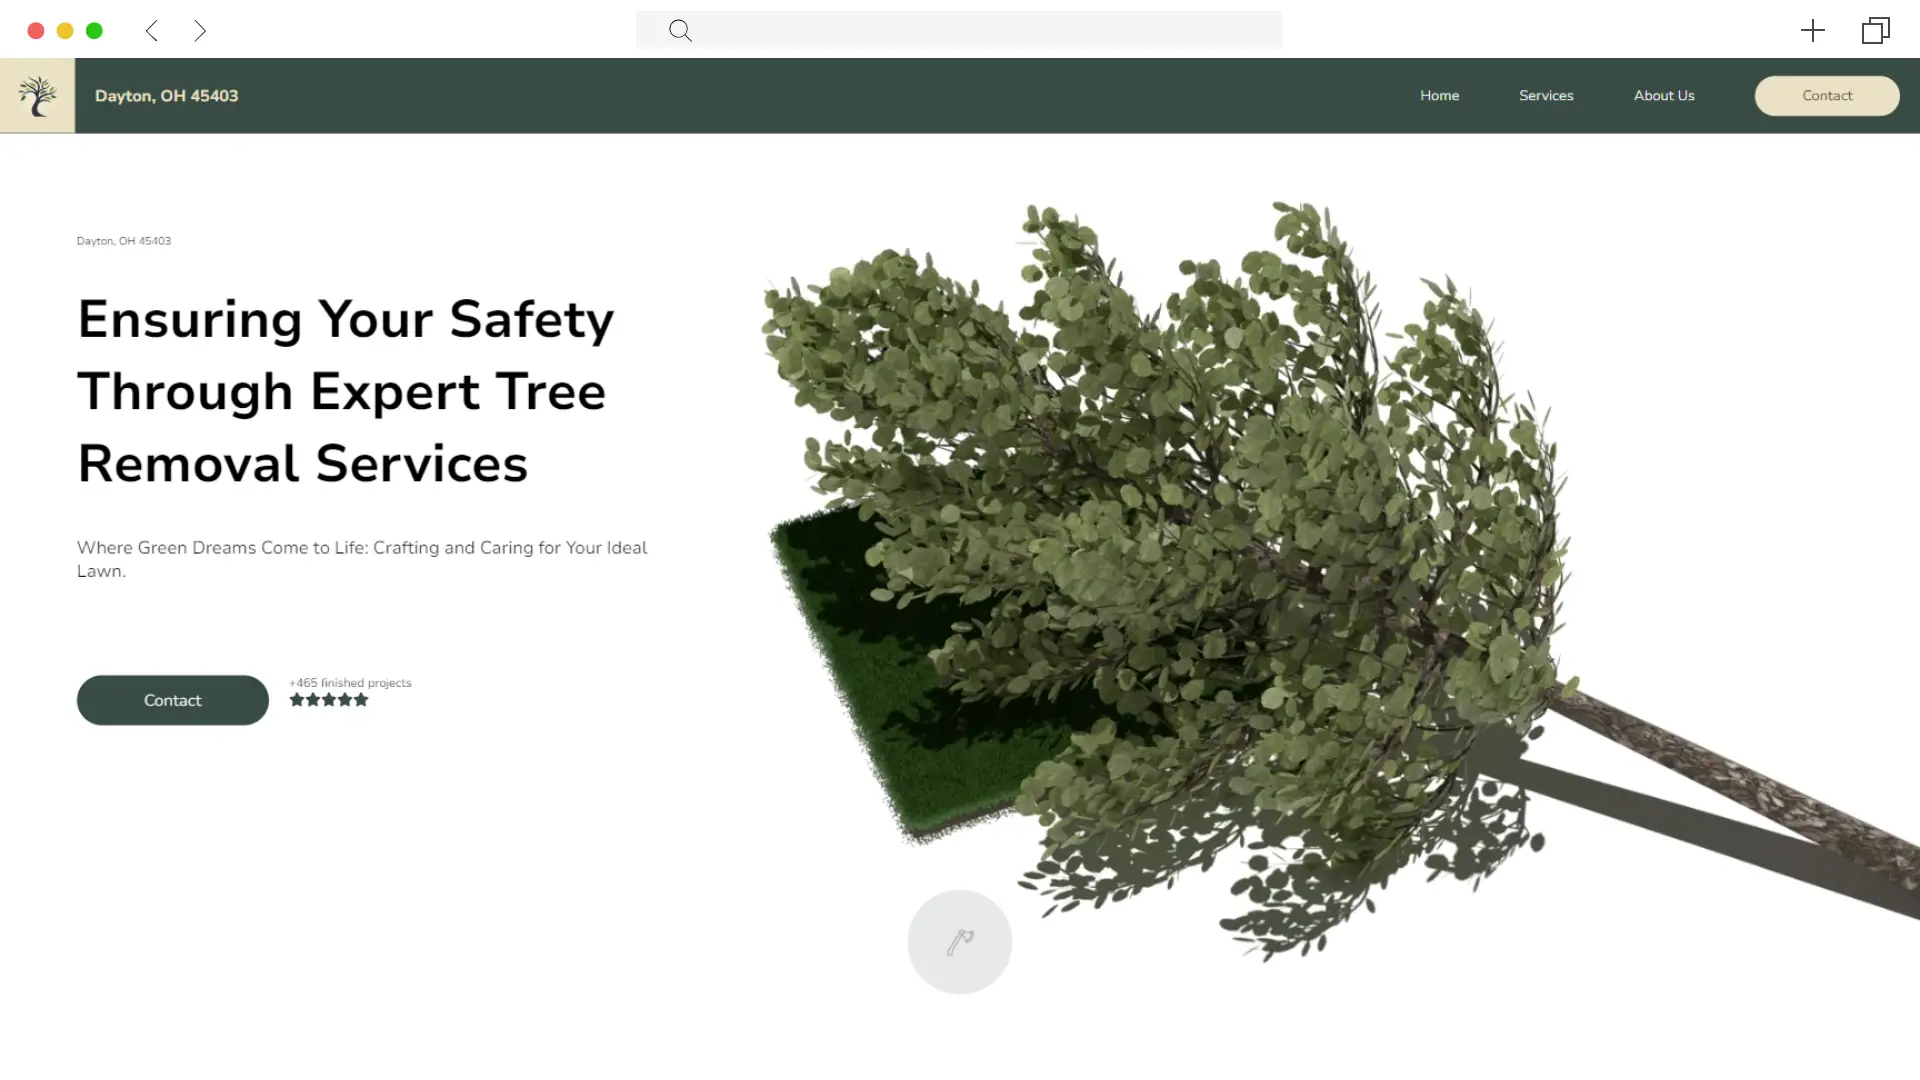 Dayton, OH 45403
Home
Services
About Us
Contact
Dayton, OH 45403
Ensuring Your Safety
Through Expert Tree
Removal Services
Where Green Dreams Come to Life: Crafting and Caring for Your Ideal
Lawn.
Contact
+465 finished projects